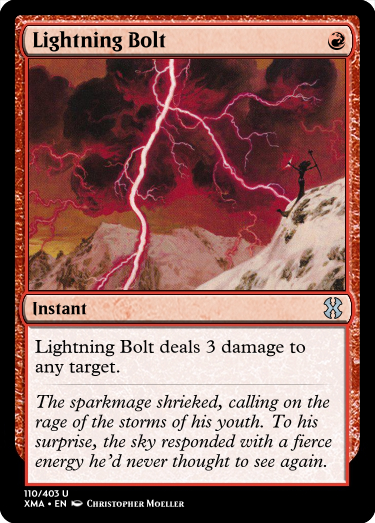 Lightning Bolt
Instant
Lightning Bolt deals 3 damage to
any target.
The sparkmage shrieked, calling on the
rage of the storms of his youth. To his
surprise, the sky responded with a fierce
energy he'd never thought to see again.
110/403 U
XMA • EN Christopher Moeller